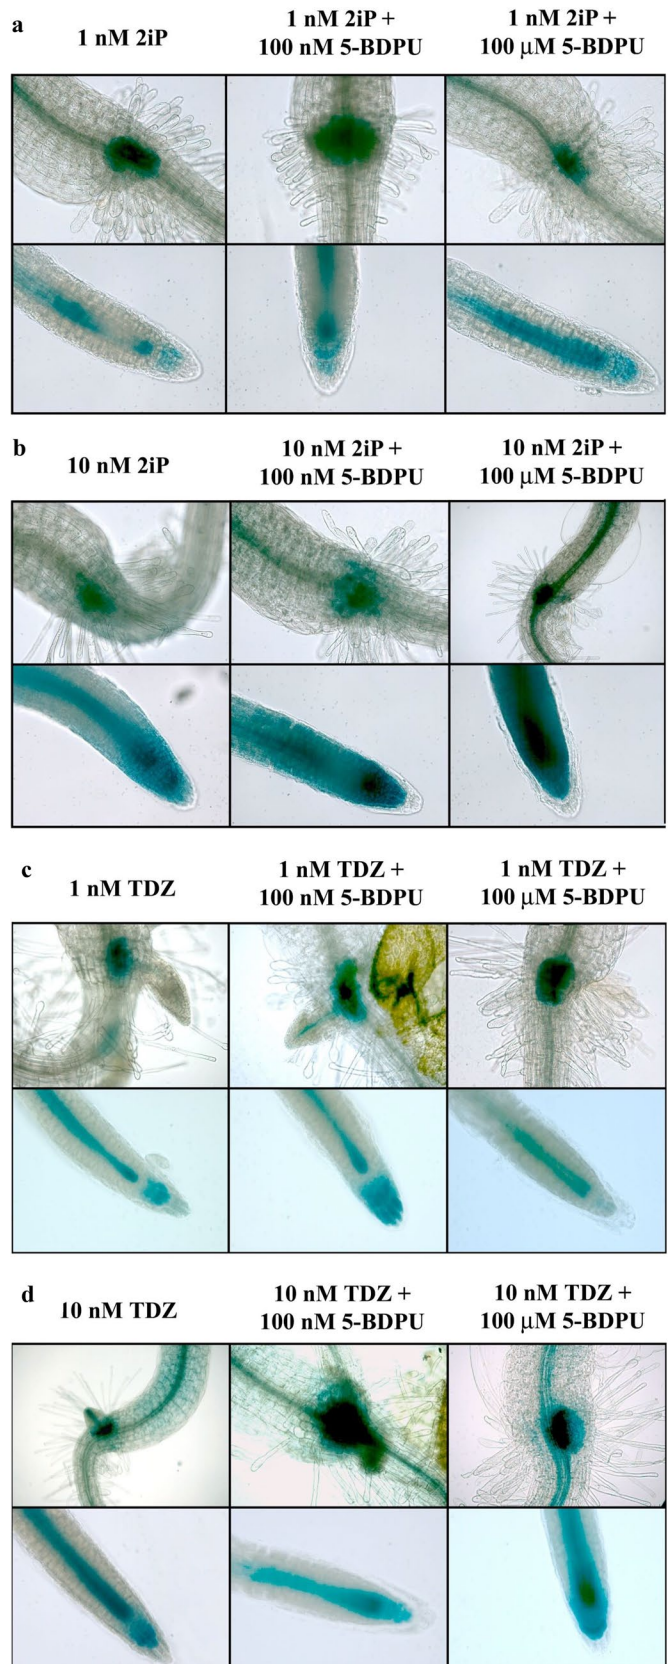 a
1 nM 2iP
1 nM 2iP +
100 nM 5-BDPU
1 nM 2iP +
100 µM 5-BDPU
b
10 nM 2iP
10 nM 2iP +
100 nM 5-BDPU
10 nM 2iP +
100 µM 5-BDPU
c
1 nM TDZ
1 nM TDZ +
100 nM 5-BDPU
1 nM TDZ +
100 µM 5-BDPU
d
10 nM TDZ
10 nM TDZ +
100 nM 5-BDPU
10 nM TDZ +
100 µM 5-BDPU